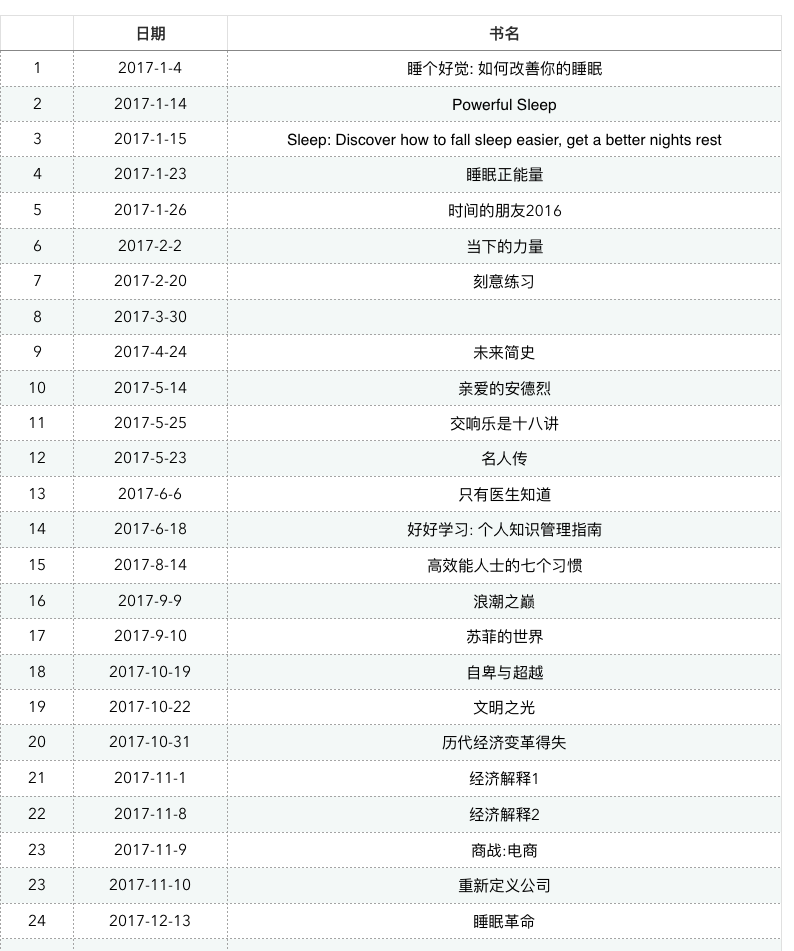 日期 书名
1 2017-1-4 睡个好觉: 如何改善你的睡眠
2 2017-1-14 Powerful Sleep
3 2017-1-15 Sleep: Discover how to fall sleep easier, get a better nights rest
4 2017-1-23 睡眠正能量
5 2017-1-26 时间的朋友2016
6 2017-2-2 当下的力量
7 2017-2-20 刻意练习
8 2017-3-30
9 2017-4-24 未来简史
10 2017-5-14 亲爱的安德烈
11 2017-5-25 交响乐是十八讲
12 2017-5-23 名人传
13 2017-6-6 只有医生知道
14 2017-6-18 好好学习: 个人知识管理指南
15 2017-8-14 高效能人士的七个习惯
16 2017-9-9 浪潮之巅
17 2017-9-10 苏菲的世界
18 2017-10-19 自卑与超越
19 2017-10-22 文明之光
20 2017-10-31 历代经济变革得失
21 2017-11-1 经济解释1
22 2017-11-8 经济解释2
23 2017-11-9 商战:电商
23 2017-11-10 重新定义公司
24 2017-12-13 睡眠革命